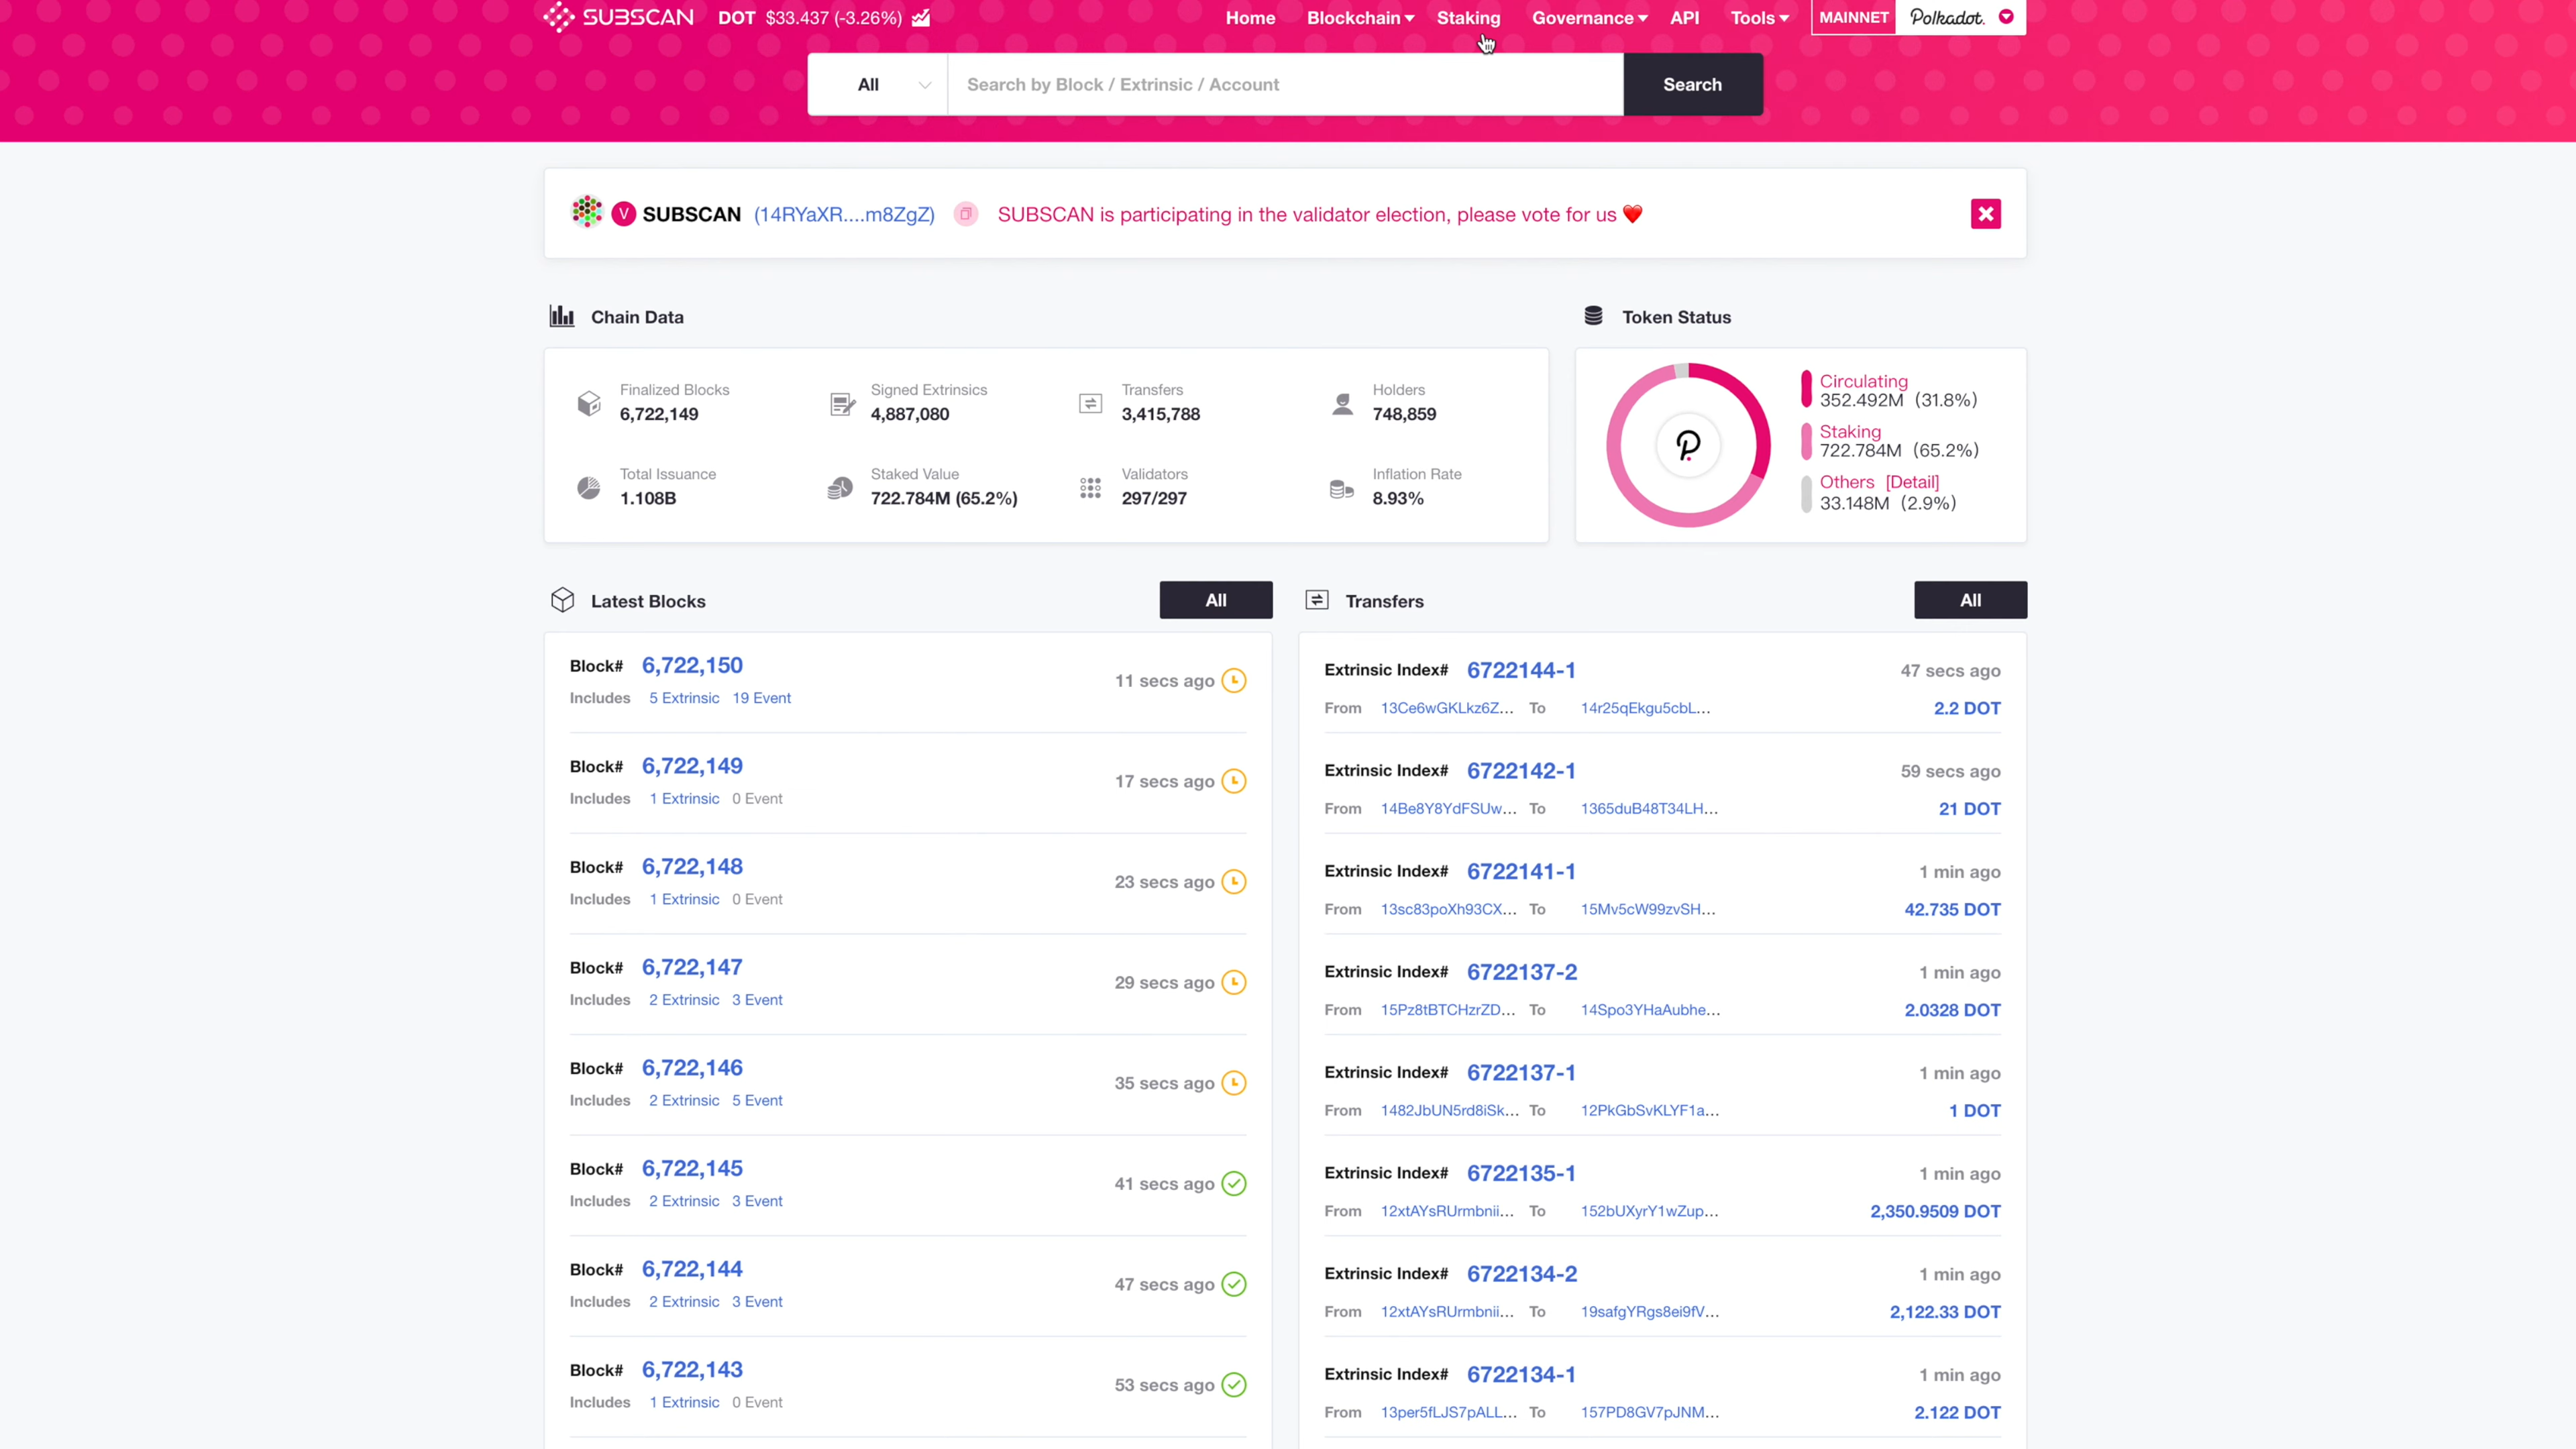 SUBSCAN DOT $33.437 (-3.26%) Home Blockchain Staking Governance API Tools MAINNET Polkadot.
All Search by Block / Extrinsic / Account Search
V SUBSCAN (14RYaXR....m8ZgZ) SUBSCAN is participating in the validator election, please vote for us ❤️
Chain Data
Finalized Blocks Signed Extrinsics Transfers Holders
6,722,149 4,887,080 3,415,788 748,859
Total Issuance Staked Value Validators Inflation Rate
1.108B 722.784M (65.2%) 297/297 8.93%
Token Status
Circulating
352.492M (31.8%)
Staking
722.784M (65.2%)
Others [Detail]
33.148M (2.9%)
Latest Blocks All
Block# 6,722,150
Includes 5 Extrinsic 19 Event
11 secs ago
Block# 6,722,149
Includes 1 Extrinsic 0 Event
17 secs ago
Block# 6,722,148
Includes 1 Extrinsic 0 Event
23 secs ago
Block# 6,722,147
Includes 2 Extrinsic 3 Event
29 secs ago
Block# 6,722,146
Includes 2 Extrinsic 5 Event
35 secs ago
Block# 6,722,145
Includes 2 Extrinsic 3 Event
41 secs ago
Block# 6,722,144
Includes 2 Extrinsic 3 Event
47 secs ago
Block# 6,722,143
Includes 1 Extrinsic 0 Event
53 secs ago
Transfers All
Extrinsic Index# 6722144-1 47 secs ago
From 13Ce6wGKLkz6Z... To 14r25qEkgu5cbL... 2.2 DOT
Extrinsic Index# 6722142-1 59 secs ago
From 14Be8Y8YdFSUw... To 1365duB48T34LH... 21 DOT
Extrinsic Index# 6722141-1 1 min ago
From 13sc83poXh93CX... To 15Mv5cW99zvSH... 42.735 DOT
Extrinsic Index# 6722137-2 1 min ago
From 15Pz8tBTCHzrZD... To 14Spo3YHaAubhe... 2.0328 DOT
Extrinsic Index# 6722137-1 1 min ago
From 1482JbUN5rd8iSk... To 12PkGbSvKLYF1a... 1 DOT
Extrinsic Index# 6722135-1 1 min ago
From 12xtAYsRUrmbnii... To 152bUXyrY1wZup... 2,350.9509 DOT
Extrinsic Index# 6722134-2 1 min ago
From 12xtAYsRUrmbnii... To 19safgYRgs8ei9fV... 2,122.33 DOT
Extrinsic Index# 6722134-1 1 min ago
From 13per5fLJS7pALL... To 157PD8GV7pJNM... 2.122 DOT